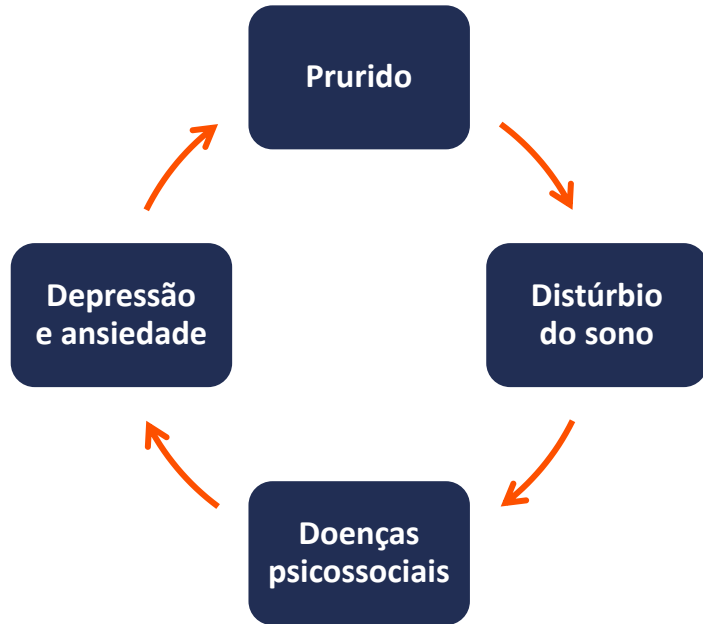 Prurido
Distúrbio
do sono
Doenças
psicossociais
Depressão
e ansiedade